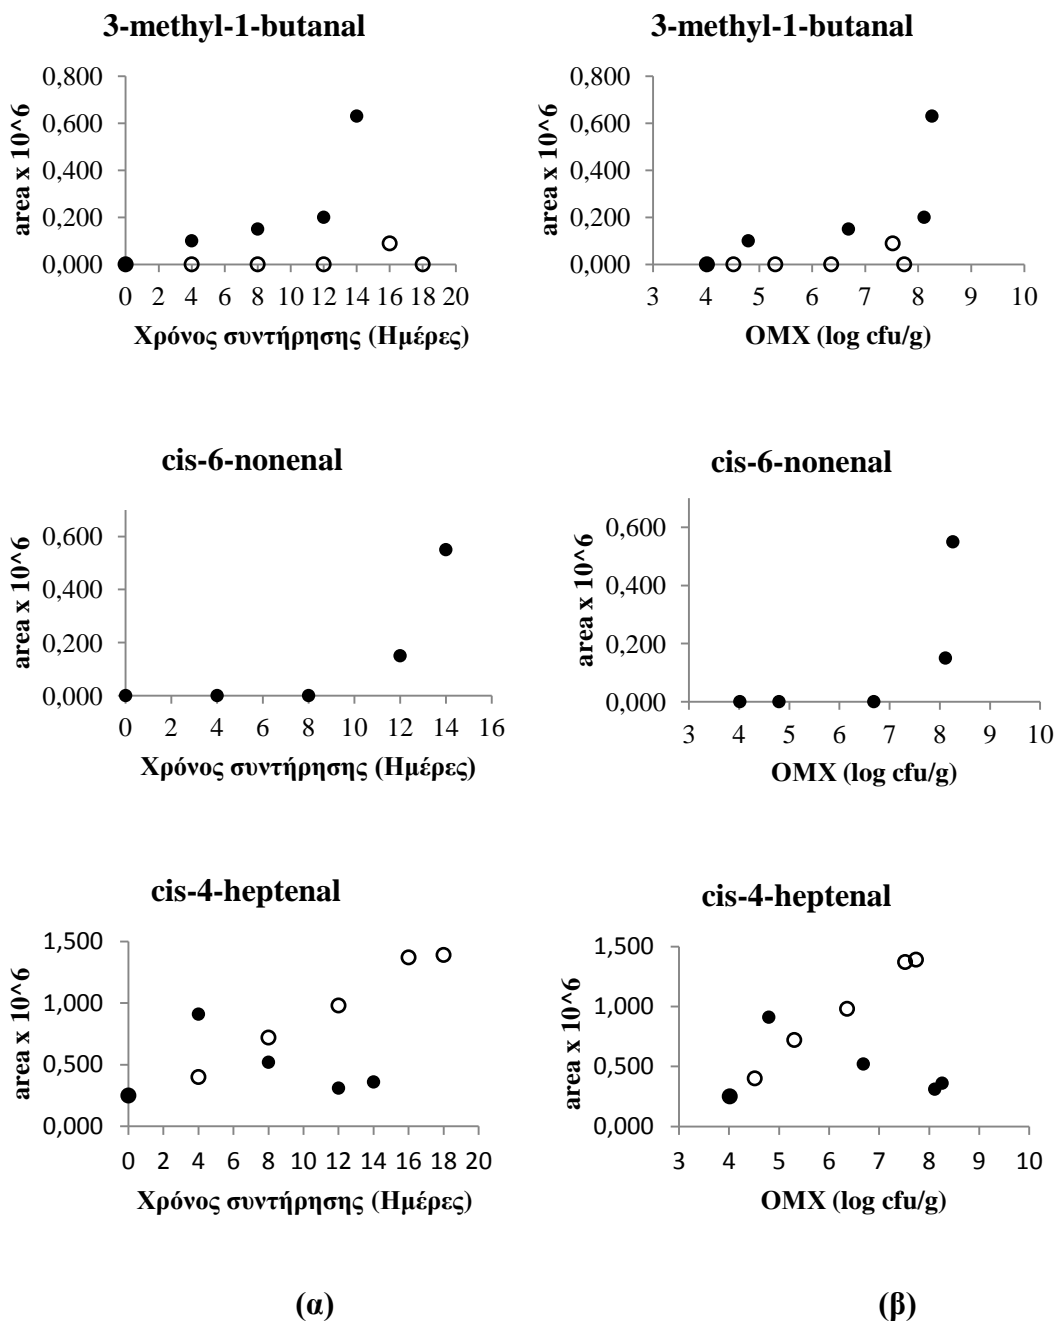 3-methyl-1-butanal
area x 10^6
0,800
0,600
0,400
0,200
0,000
0 2 4 6 8 10 12 14 16 18 20
Χρόνος συντήρησης (Ημέρες)
3-methyl-1-butanal
area x 10^6
0,800
0,600
0,400
0,200
0,000
3 4 5 6 7 8 9 10
ΟΜΧ (log cfu/g)
cis-6-nonenal
area x 10^6
0,600
0,400
0,200
0,000
0 2 4 6 8 10 12 14 16
Χρόνος συντήρησης (Ημέρες)
cis-6-nonenal
area x 10^6
0,600
0,400
0,200
0,000
3 4 5 6 7 8 9 10
ΟΜΧ (log cfu/g)
cis-4-heptenal
area x 10^6
1,500
1,000
0,500
0,000
0 2 4 6 8 10 12 14 16 18 20
Χρόνος συντήρησης (Ημέρες)
cis-4-heptenal
area x 10^6
1,500
1,000
0,500
0,000
3 4 5 6 7 8 9 10
ΟΜΧ (log cfu/g)
(α)
(β)